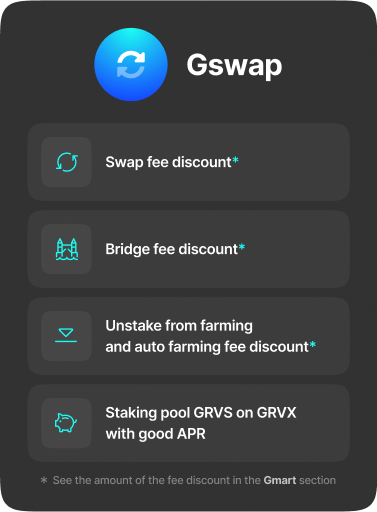 Gswap
Swap fee discount*
Bridge fee discount*
Unstake from farming
and auto farming fee discount*
Staking pool GRVS on GRVX
with good APR
* See the amount of the fee discount in the Gmart section